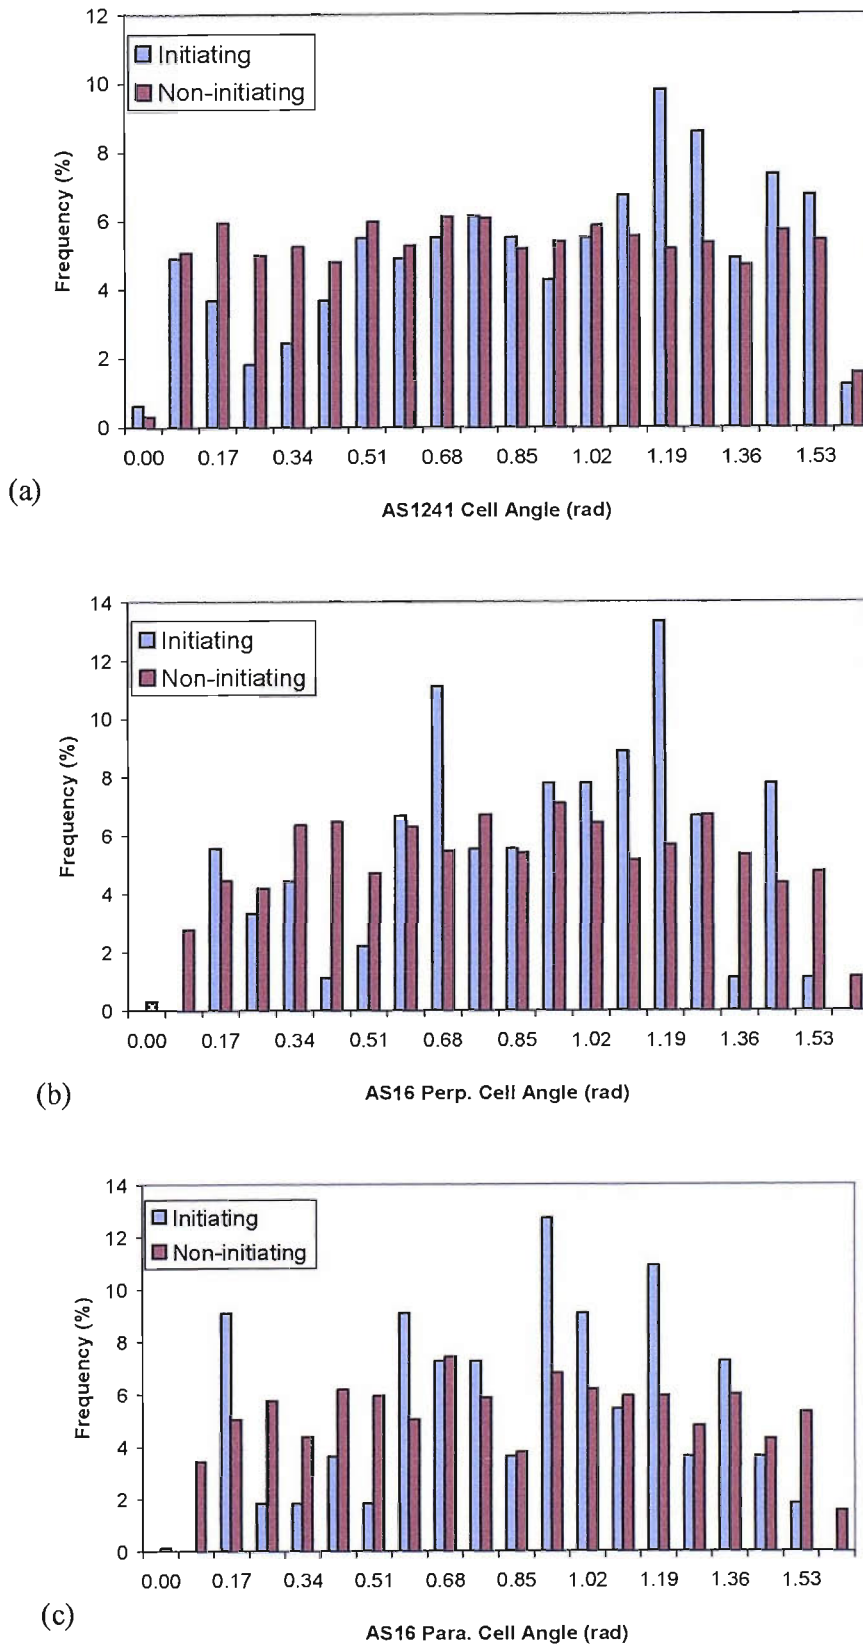 12
10
8
6
4
2
0
Frequency (%)
Initiating
Non-initiating
0.00 0.17 0.34 0.51 0.68 0.85 1.02 1.19 1.36 1.53
AS1241 Cell Angle (rad)
(a)
14
12
10
8
6
4
2
0
Frequency (%)
Initiating
Non-initiating
0.00 0.17 0.34 0.51 0.68 0.85 1.02 1.19 1.36 1.53
AS16 Perp. Cell Angle (rad)
(b)
14
12
10
8
6
4
2
0
Frequency (%)
Initiating
Non-initiating
0.00 0.17 0.34 0.51 0.68 0.85 1.02 1.19 1.36 1.53
AS16 Para. Cell Angle (rad)
(c)